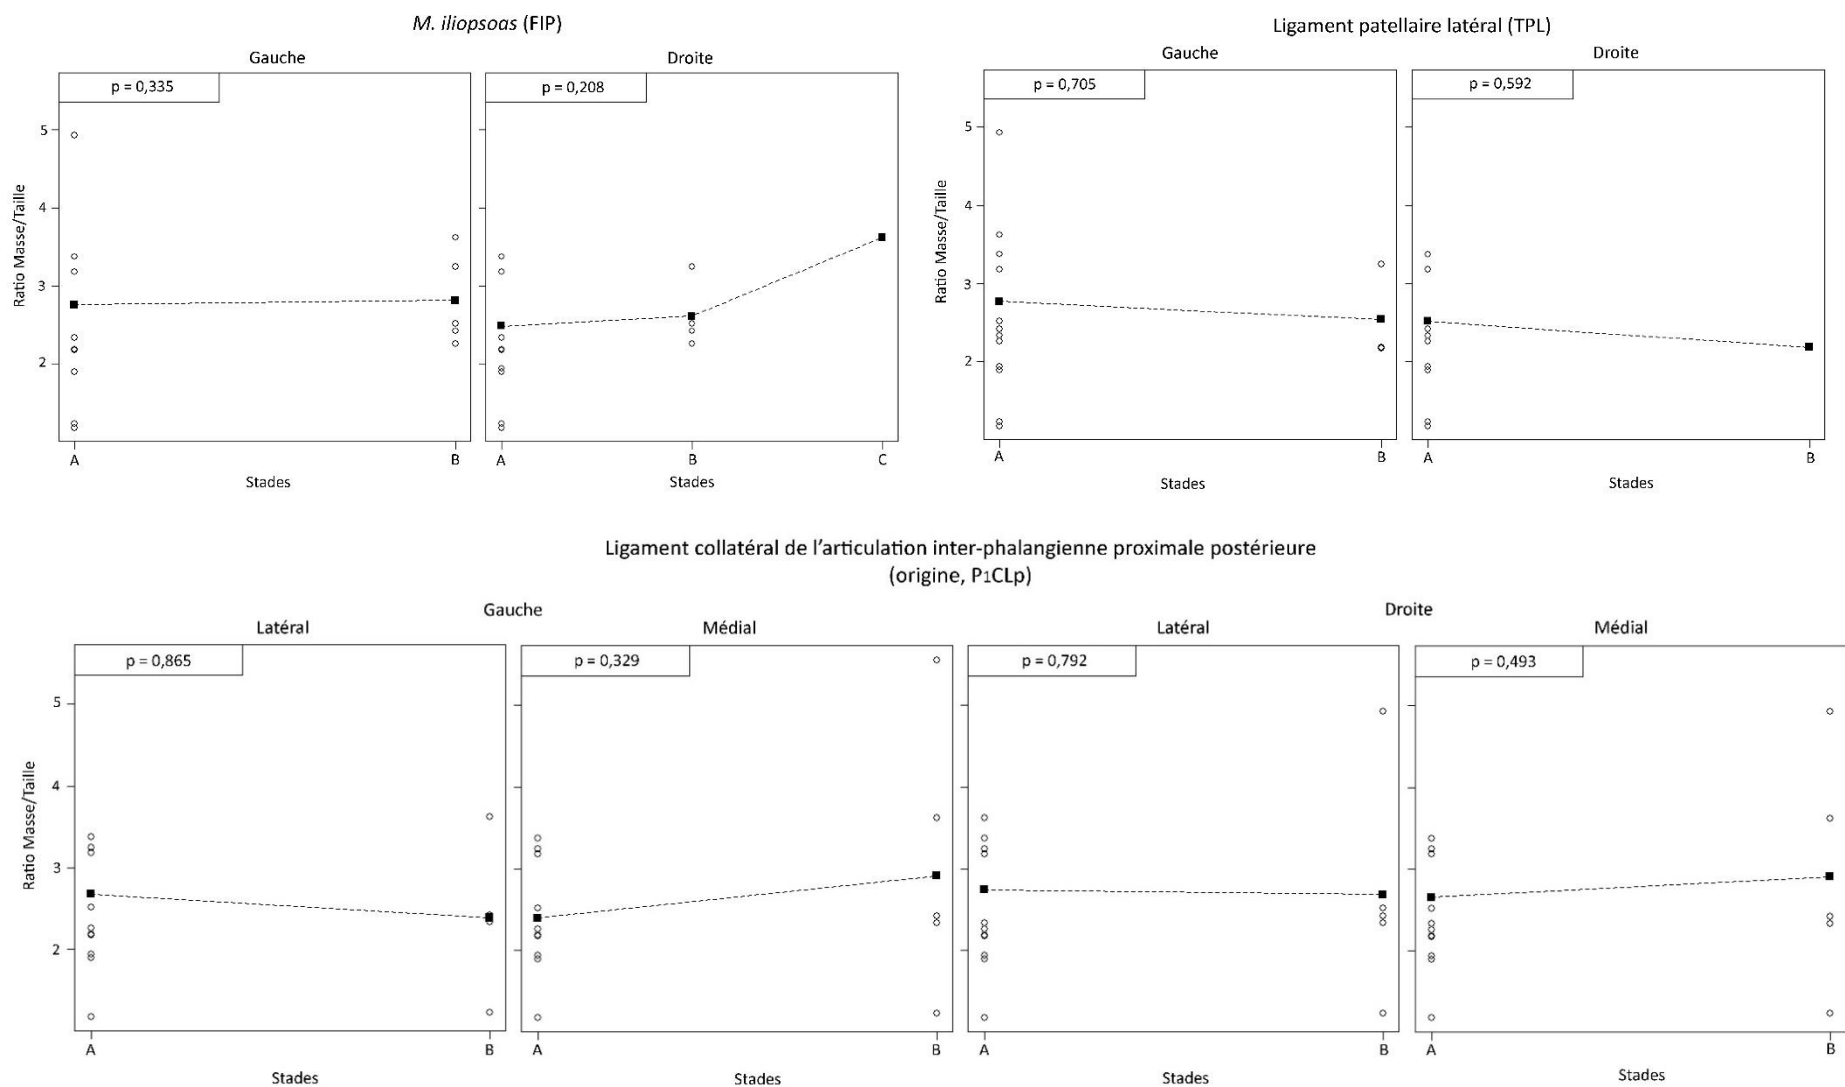 M. iliopsoas (FIP)
Gauche
Droite
p = 0,335
p = 0,208
Ratio Masse/Taille
5
4
3
2
A
B
A
B
C
Stades
Stades
Ligament patellaire latéral (TPL)
Gauche
Droite
p = 0,705
p = 0,592
Ratio Masse/Taille
5
4
3
2
A
B
A
B
Stades
Stades
Ligament collatéral de l'articulation inter-phalangienne proximale postérieure
(origine, P1CLp)
Gauche
Droite
Latéral
Médial
Latéral
Médial
p = 0,865
p = 0,329
p = 0,792
p = 0,493
Ratio Masse/Taille
5
4
3
2
A
B
A
B
A
B
A
B
Stades
Stades
Stades
Stades